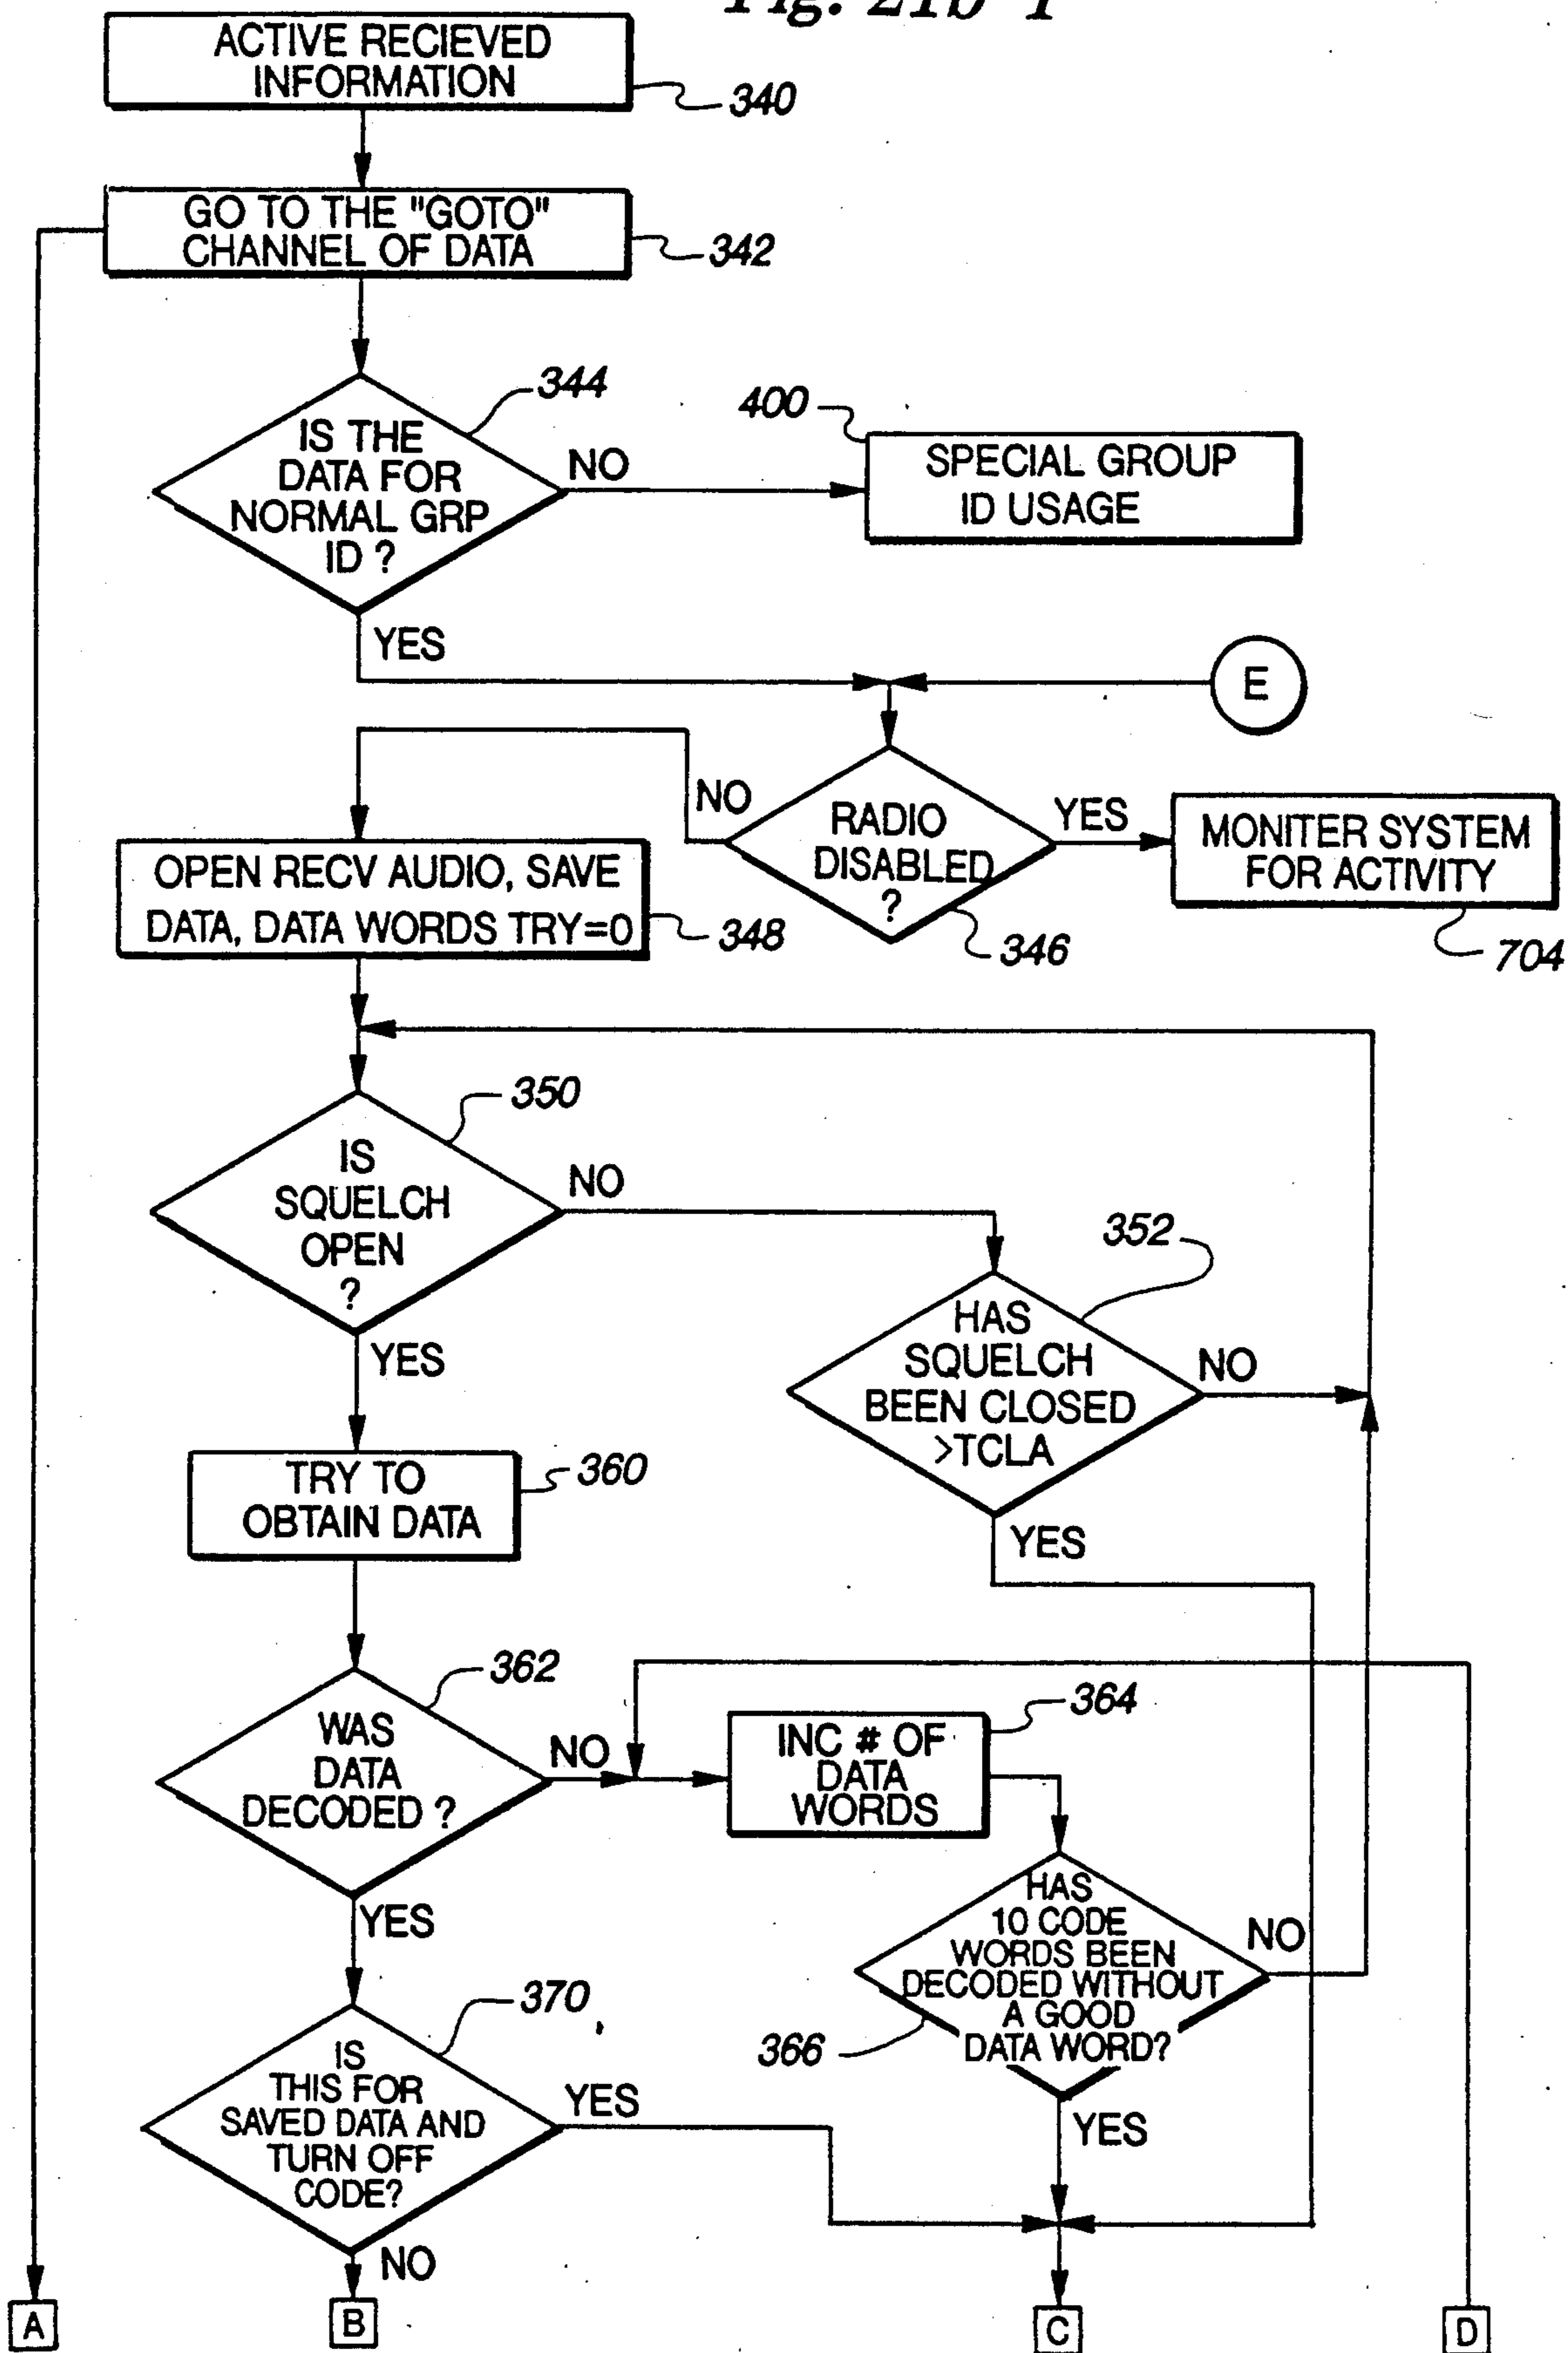 Fig. 21b-1
ACTIVE RECIEVED
INFORMATION
340
GO TO THE "GOTO"
CHANNEL OF DATA
342
344
IS THE
DATA FOR
NORMAL GRP
ID ?
NO
400
SPECIAL GROUP
ID USAGE
YES
E
NO
RADIO
DISABLED
?
YES
346
MONITER SYSTEM
FOR ACTIVITY
704
OPEN RECV AUDIO, SAVE
DATA, DATA WORDS TRY=0
348
350
IS
SQUELCH
OPEN
?
NO
YES
352
HAS
SQUELCH
BEEN CLOSED
>TCLA
NO
YES
TRY TO
OBTAIN DATA
360
362
WAS
DATA
DECODED ?
NO
YES
364
INC # OF
DATA
WORDS
HAS
10 CODE
WORDS BEEN
DECODED WITHOUT
A GOOD
DATA WORD?
366
NO
YES
370
IS
THIS FOR
SAVED DATA AND
TURN OFF
CODE?
YES
NO
A
B
C
D